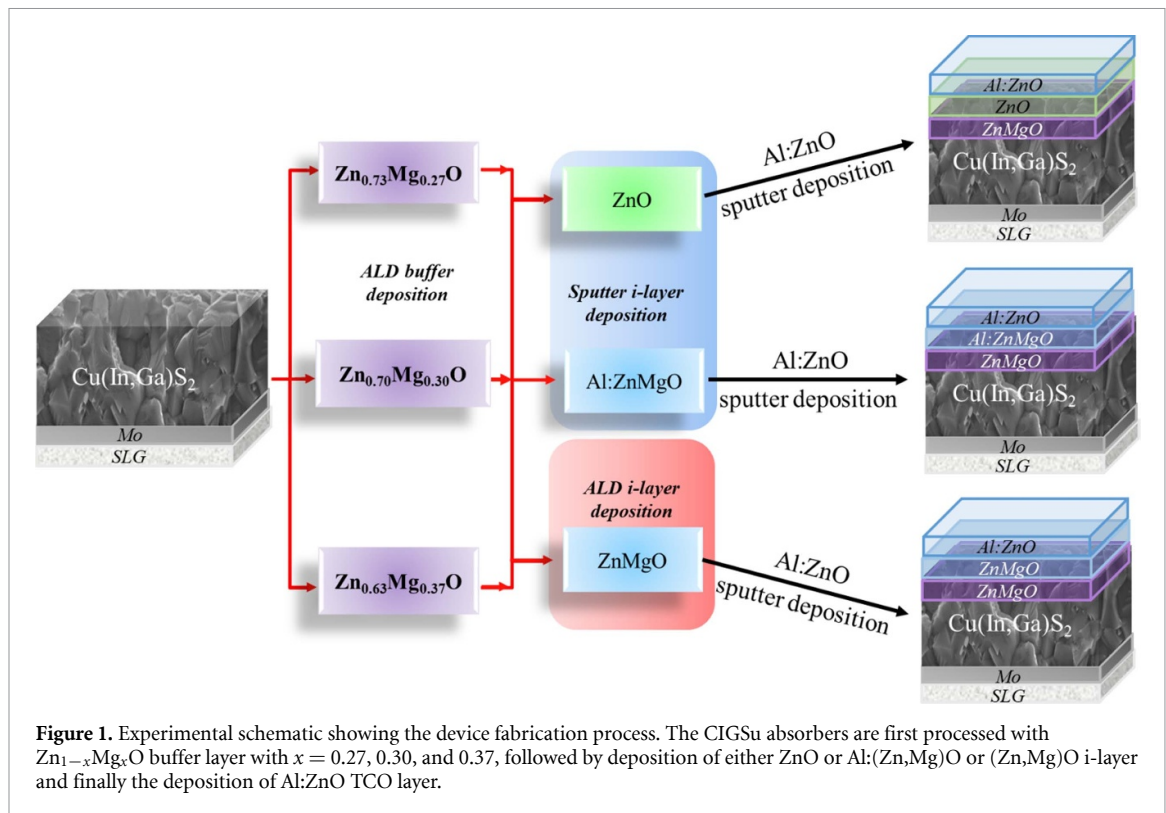 Cu(In,Ga)S₂
Mo
SLG
Zn₀.₇₃Mg₀.₂₇O
ALD buffer
deposition
Zn₀.₇₀Mg₀.₃₀O
Zn₀.₆₃Mg₀.₃₇O
ZnO
Sputter i-layer
deposition
Al:ZnMgO
ALD i-layer
deposition
ZnMgO
Al:ZnO
sputter deposition
Al:ZnO
sputter deposition
Al:ZnO
sputter deposition
Al:ZnO
ZnO
ZnMgO
Cu(In,Ga)S₂
Mo
SLG
Al:ZnO
Al:ZnMgO
ZnMgO
Cu(In,Ga)S₂
Mo
SLG
Al:ZnO
ZnMgO
ZnMgO
Cu(In,Ga)S₂
Mo
SLG
Figure 1. Experimental schematic showing the device fabrication process. The CIGSu absorbers are first processed with
Zn₁₋ₓMgₓO buffer layer with x = 0.27, 0.30, and 0.37, followed by deposition of either ZnO or Al:(Zn,Mg)O or (Zn,Mg)O i-layer
and finally the deposition of Al:ZnO TCO layer.